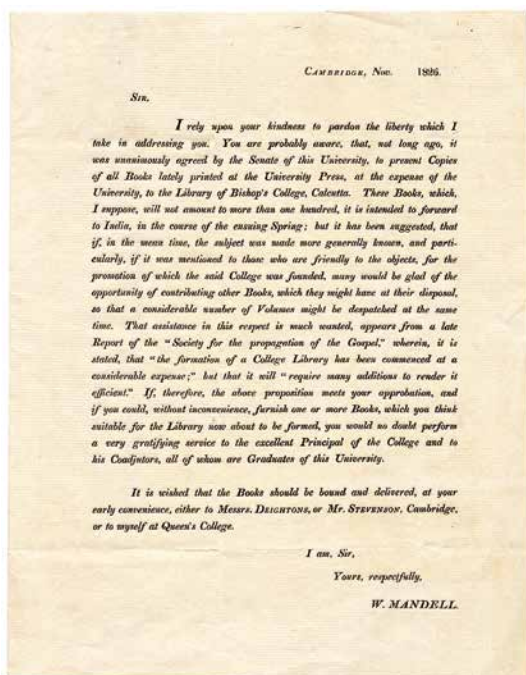 CAMBRIDGE, Nov. 1826.
SIR,
I rely upon your kindness to pardon the liberty which I
take in addressing you. You are probably aware, that, not long ago, it
was unanimously agreed by the Senate of this University, to present Copies
of all Books lately printed at the University Press, at the expense of the
University, to the Library of Bishop's College, Calcutta. These Books, which,
I suppose, will not amount to more than one hundred, it is intended to forward
to India, in the course of the ensuing Spring; but it has been suggested, that
if, in the mean time, the subject was made more generally known, and parti-
cularly, if it was mentioned to those who are friendly to the objects, for the
promotion of which the said College was founded, many would be glad of the
opportunity of contributing other Books, which they might have at their disposal,
so that a considerable number of Volumes might be despatched at the same
time. That assistance in this respect is much wanted, appears from a late
Report of the "Society for the propagation of the Gospel," wherein, it is
stated, that "the formation of a College Library has been commenced at a
considerable expense;" but that it will "require many additions to render it
efficient." If, therefore, the above proposition meets your approbation, and
if you could, without inconvenience, furnish one or more Books, which you think
suitable for the Library now about to be formed, you would no doubt perform
a very gratifying service to the excellent Principal of the College and to
his Coadjutors, all of whom are Graduates of this University.
It is wished that the Books should be bound and delivered, at your
early convenience, either to Messrs. DEIGHTONS, or Mr. STEVENSON, Cambridge,
or to myself at Queen's College.
I am, Sir,
Yours, respectfully,
W. MANDELL.